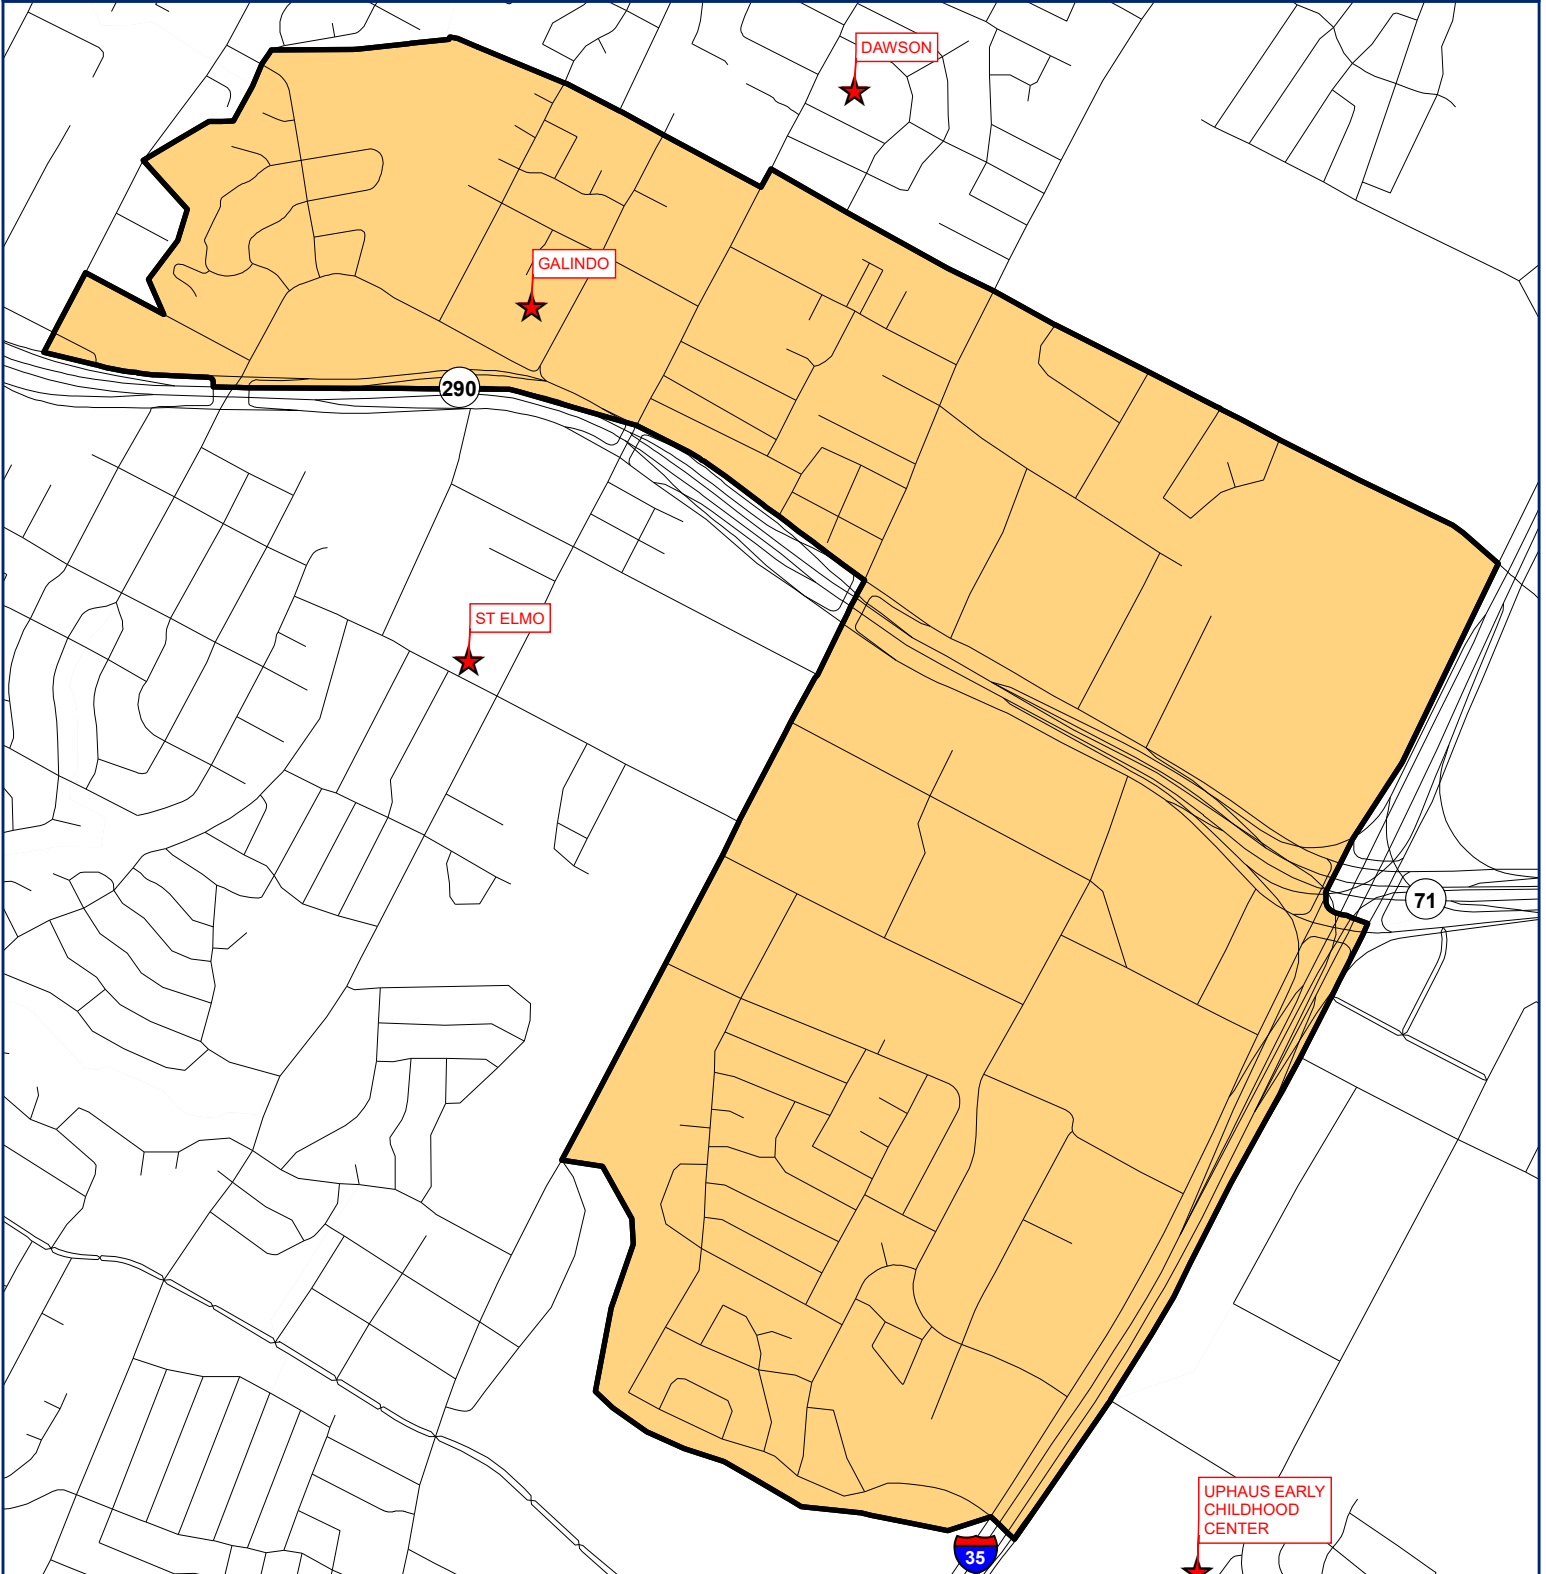 DAWSON
GALINDO
290
ST ELMO
71
UPHAUS EARLY
CHILDHOOD
CENTER
35